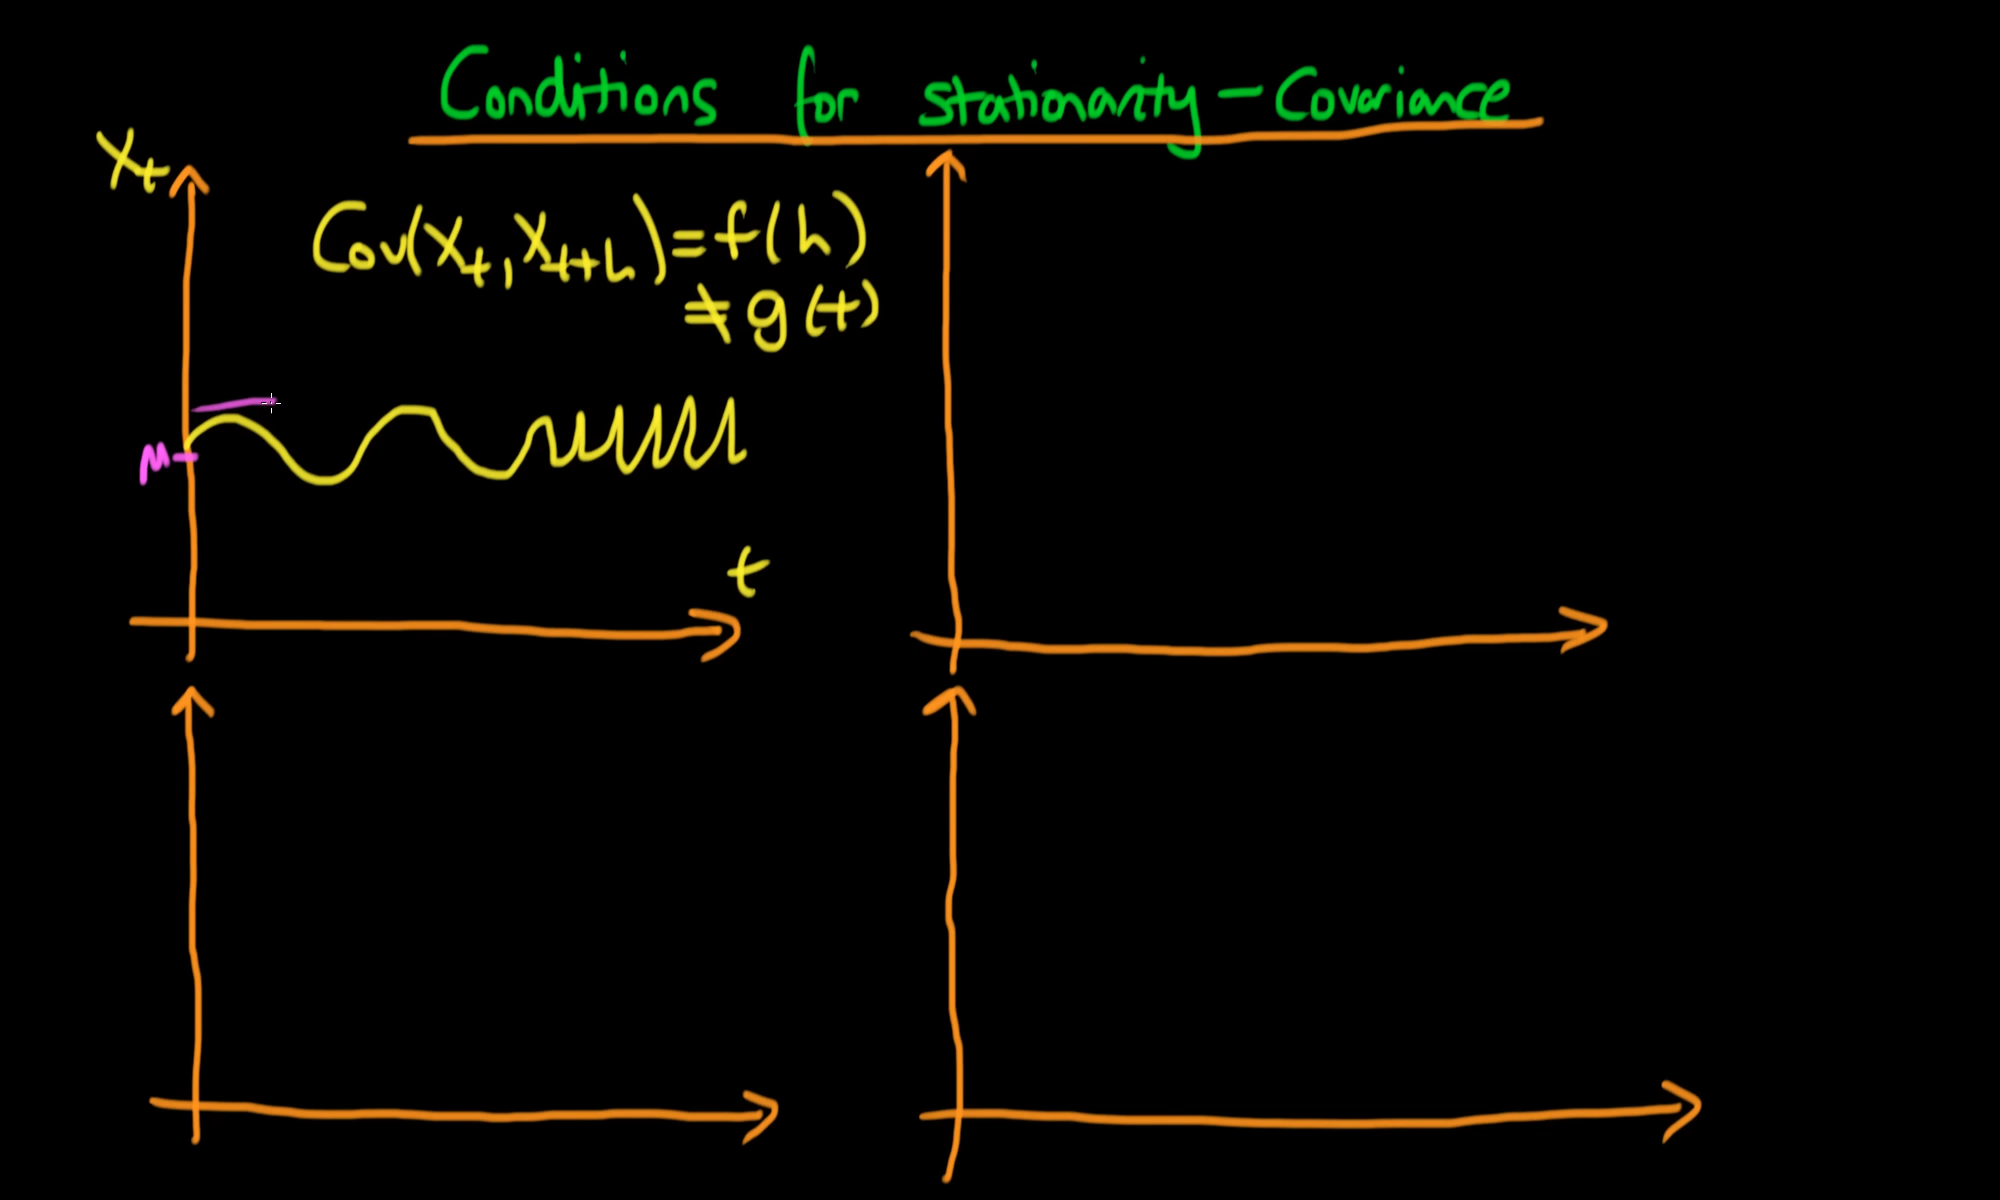 Conditions for stationarity - Covariance
Xt
Cov(Xt, Xt+h) = f(h)
≠ g(t)
μ
t